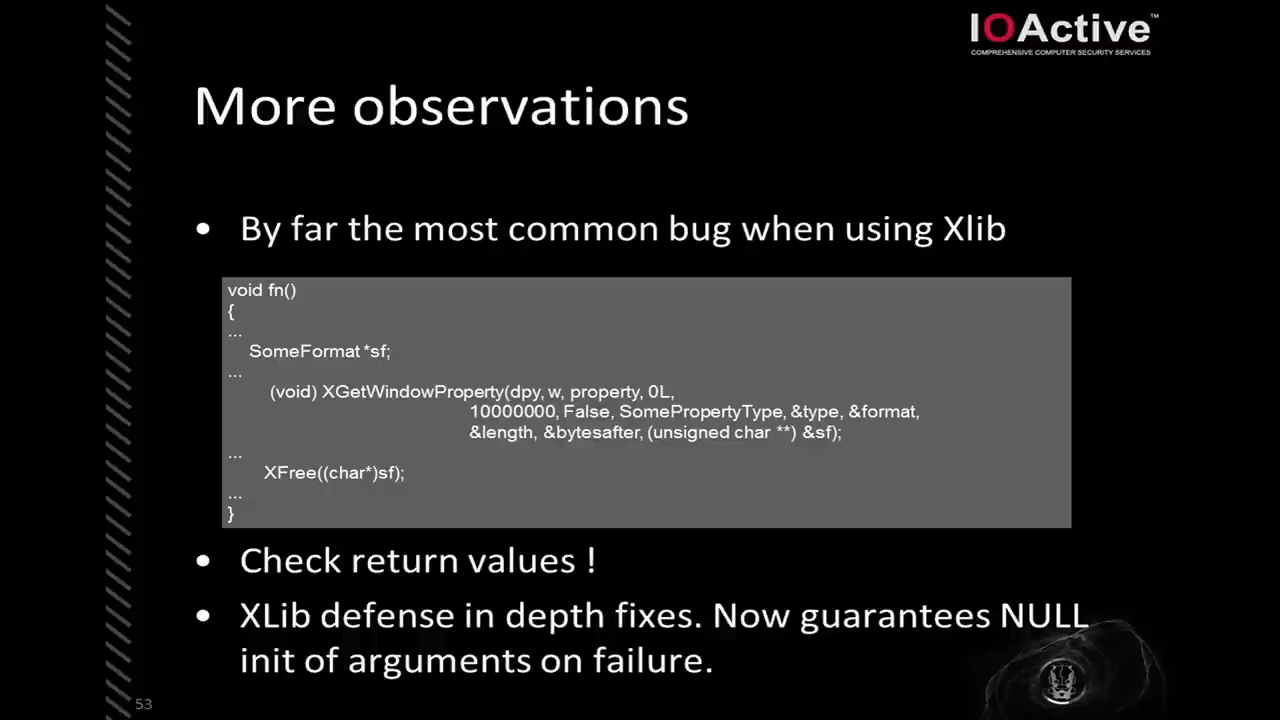 IOActive™
COMPREHENSIVE COMPUTER SECURITY SERVICES
More observations
• By far the most common bug when using Xlib
void fn()
{
...
SomeFormat *sf;
...
(void) XGetWindowProperty(dpy, w, property, 0L,
10000000, False, SomePropertyType, &type, &format,
&length, &bytesafter, (unsigned char **) &sf);
...
XFree((char*)sf);
...
}
• Check return values !
• XLib defense in depth fixes. Now guarantees NULL
init of arguments on failure.
53